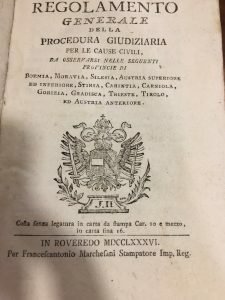 REGOLAMENTO
GENERALE
DELLA
PROCEDURA GIUDIZIARIA
PER LE CAUSE CIVILI,
DA OSSERVARSI NELLE SEGUENTI
PROVINCIE DI
BOEMIA, MORAVIA, SILESIA, AUSTRIA SUPERIORE
ED INFERIORE, STIRIA, CARINTIA, CARNIOLA,
GORIZIA, GRADISCA, TRIESTE, TIROLO,
ED AUSTRIA ANTERIORE.
J. II
Costa senza legatura in carta da stampa Car. 10 e mezzo,
in carta fina 16.
IN ROVEREDO MDCCLXXXVI.
Per Francescantonio Marchesani Stampatore Imp. Reg.